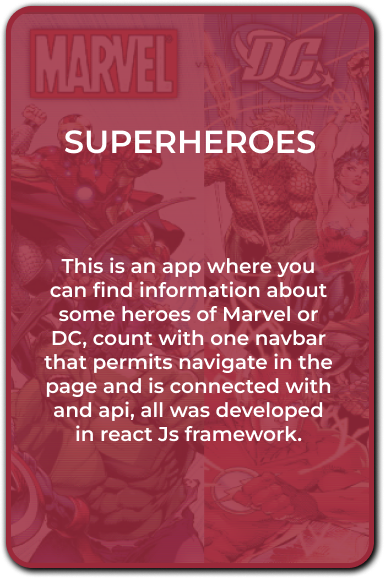 MARVEL
DC
SUPERHEROES
This is an app where you
can find information about
some heroes of Marvel or
DC, count with one navbar
that permits navigate in the
page and is connected with
and api, all was developed
in react Js framework.